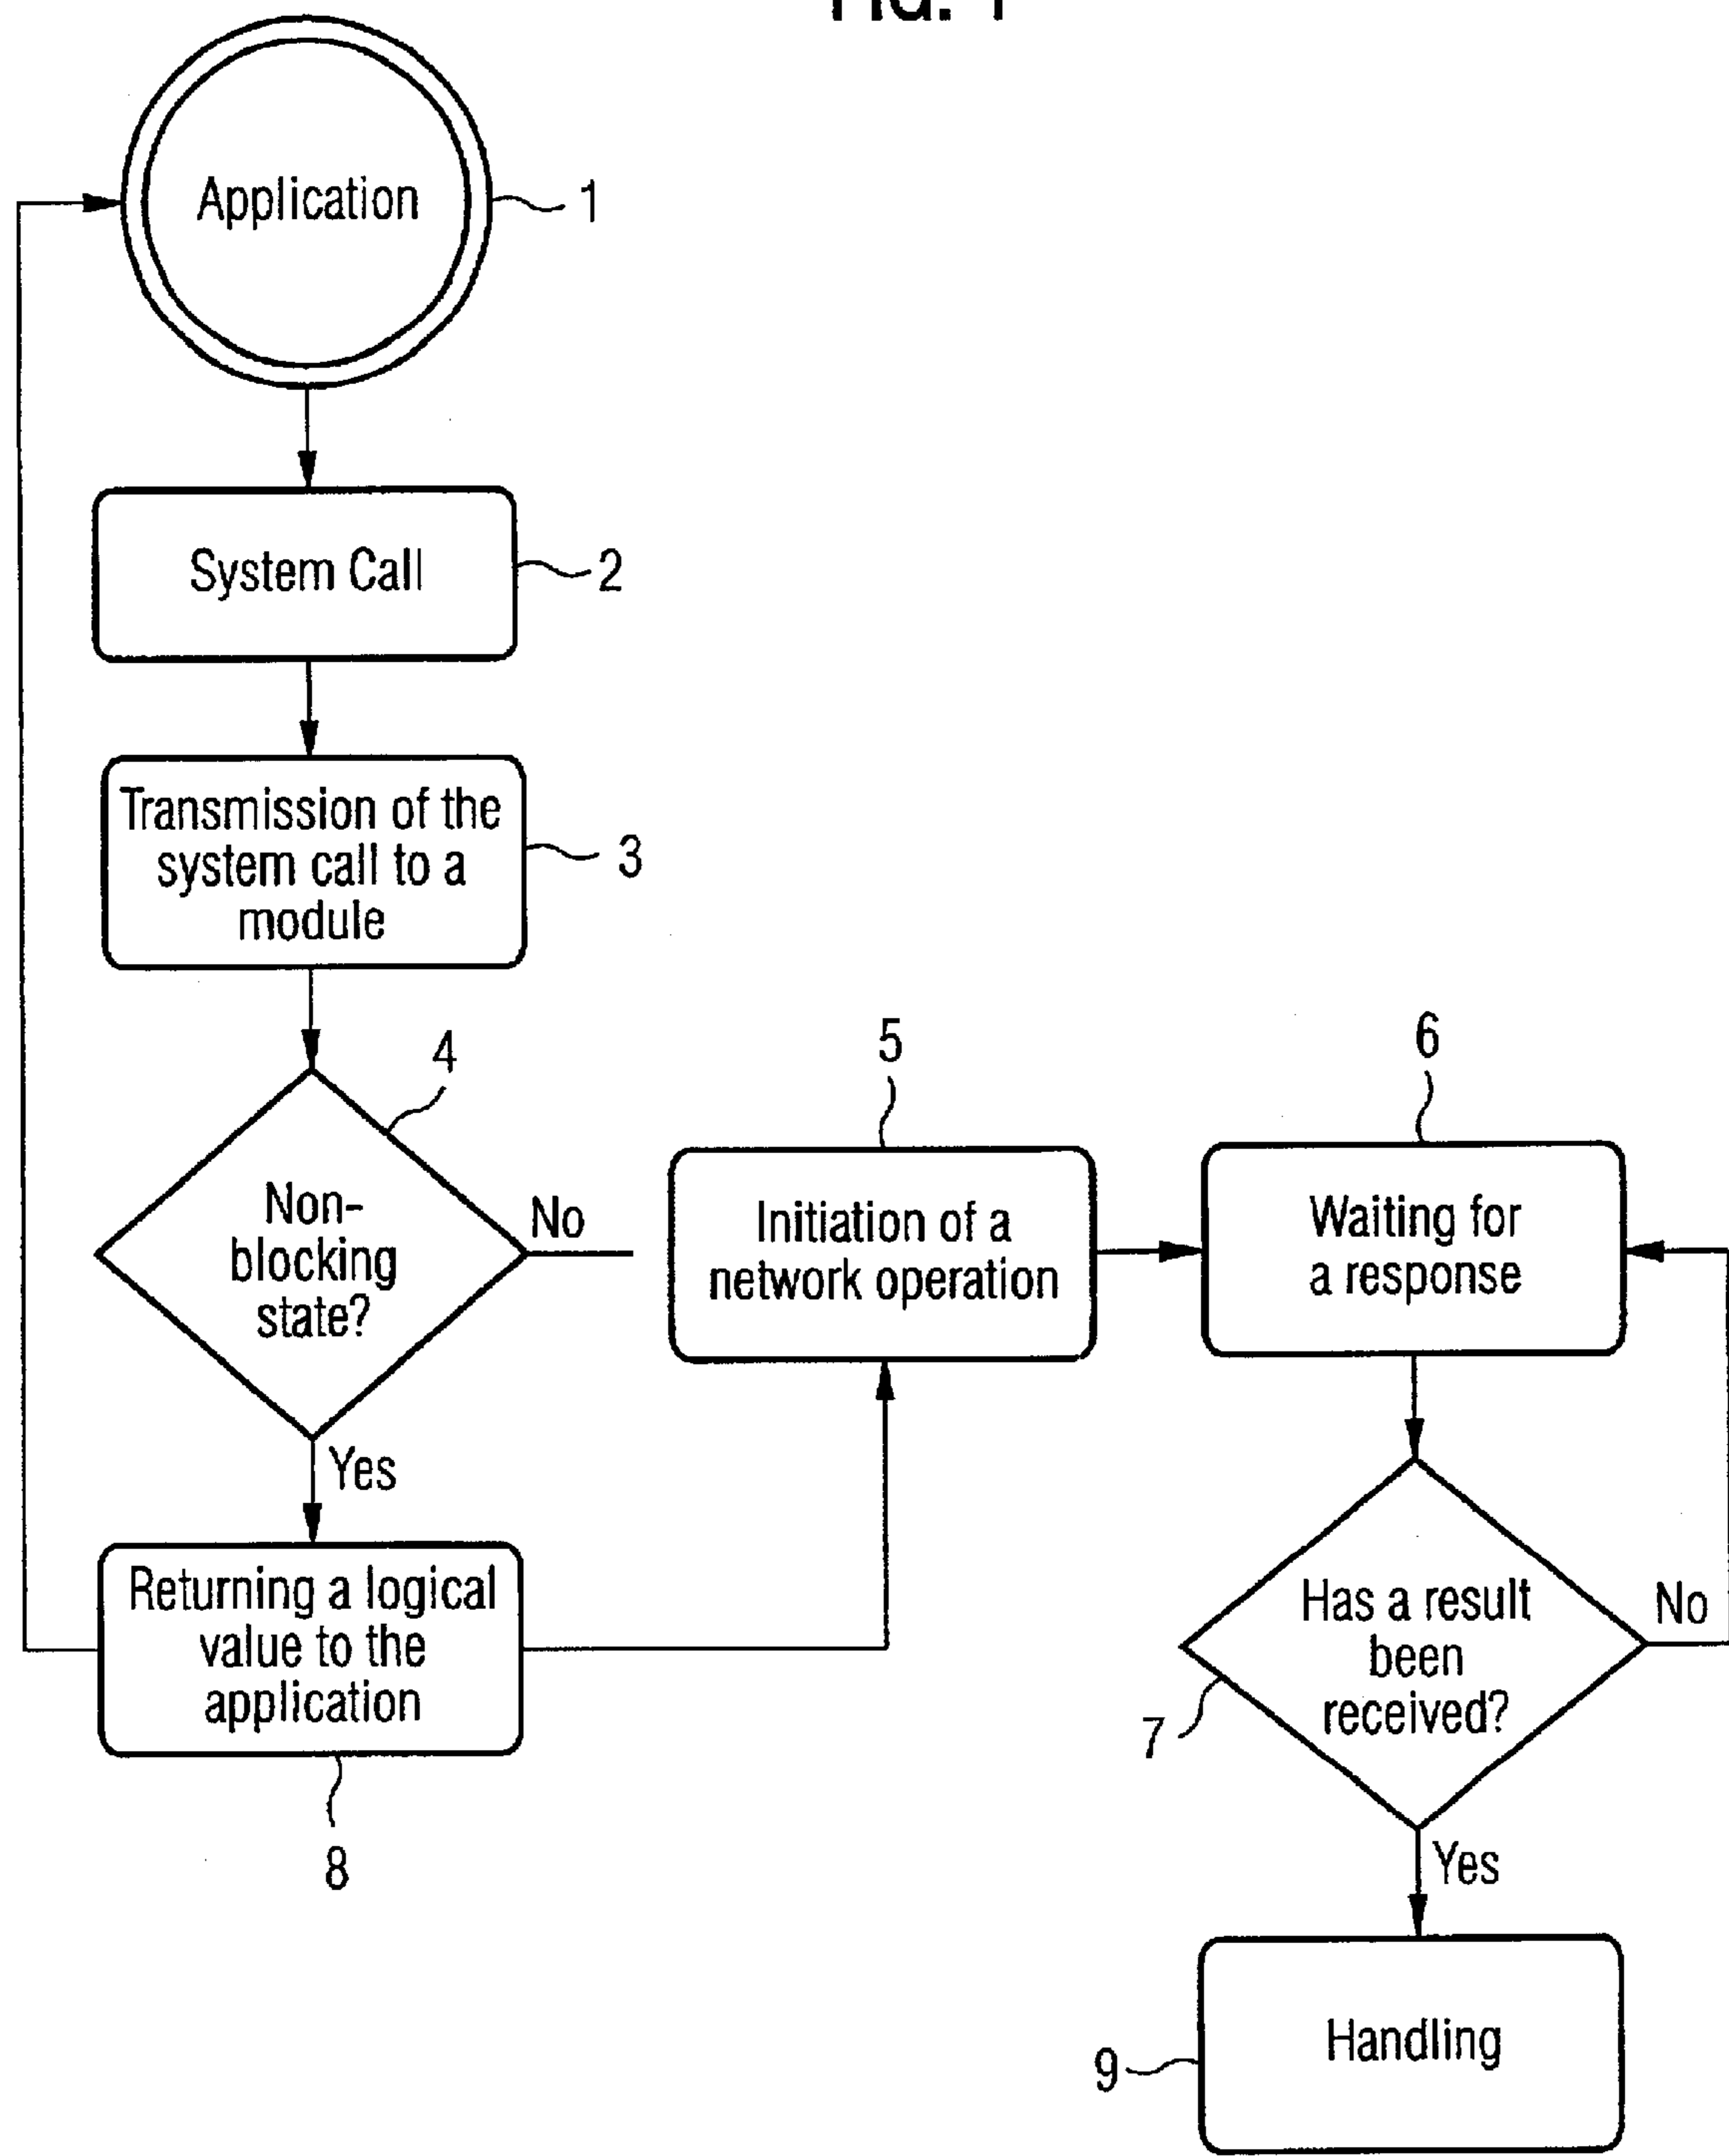 FIG. 1
Application
1
System Call
2
Transmission of the
system call to a
module
3
4
Non-
blocking
state?
No
Yes
5
Initiation of a
network operation
6
Waiting for
a response
Has a result
been
received?
No
7
Yes
Returning a logical
value to the
application
8
Handling
9